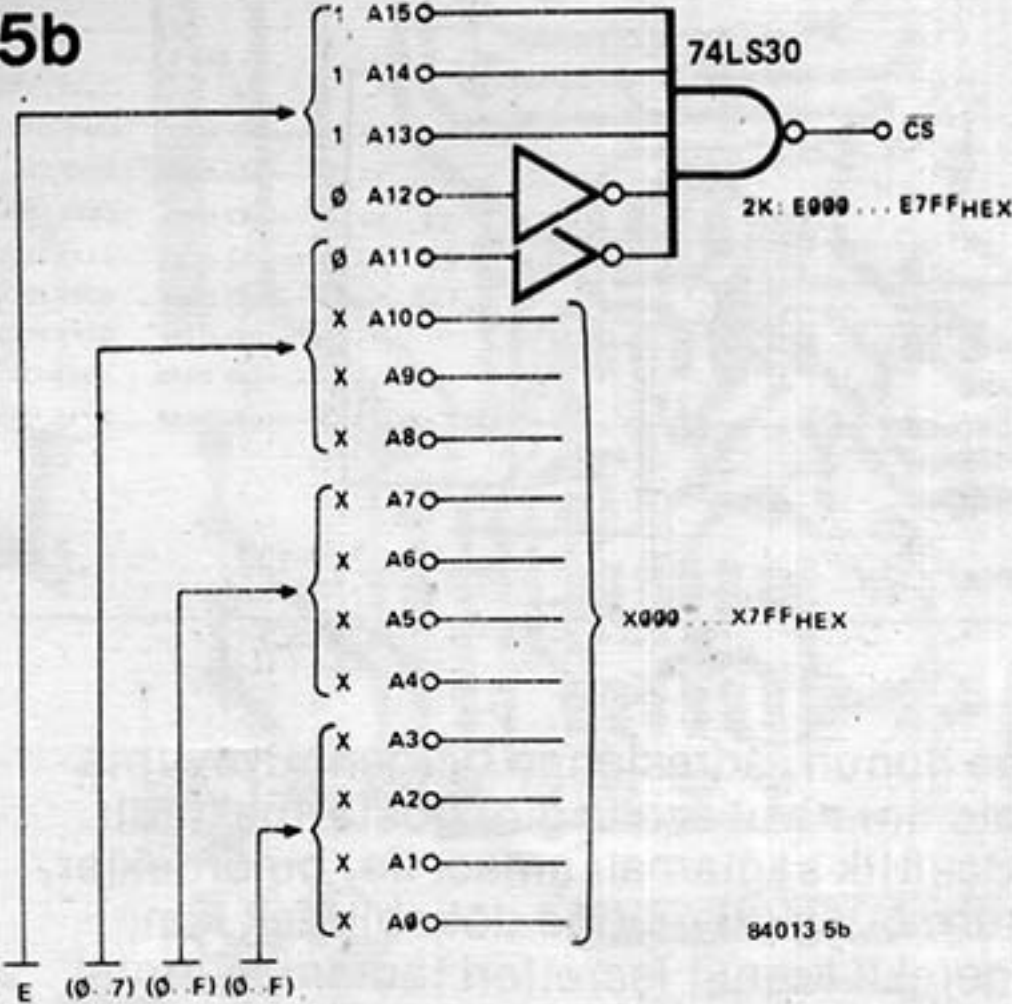 5b
1 A15
1 A14
74LS30
1 A13
CS
Ø A12
2K: E000 ... E7FFHEX
Ø A11
X A10
X A9
X A8
X A7
X A6
X A5
X000 ... X7FFHEX
X A4
X A3
X A2
X A1
X A0
84013 5b
E (Ø..7) (Ø..F) (Ø..F)